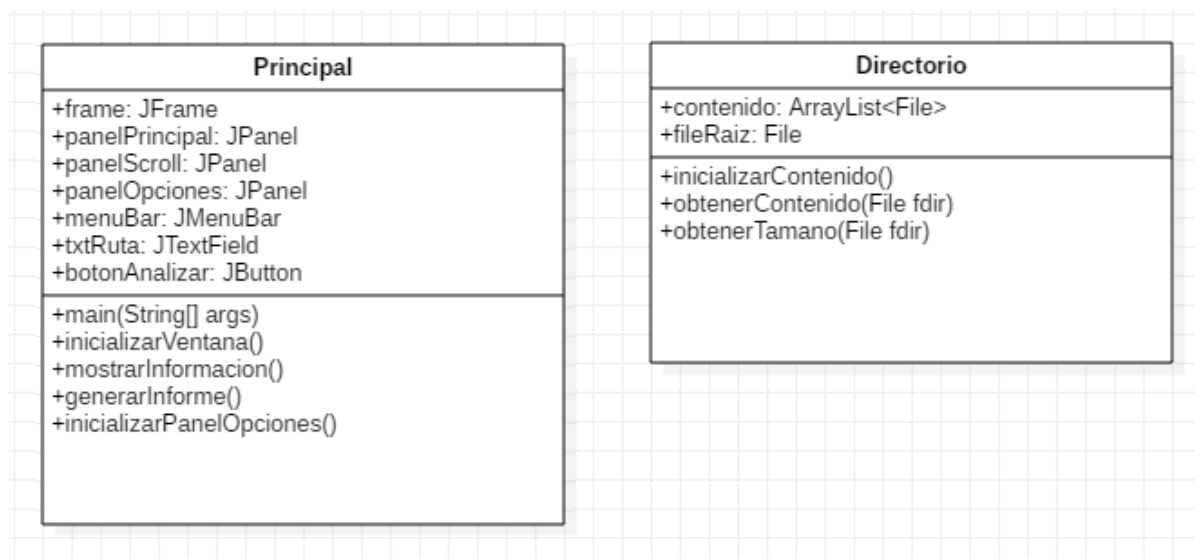 Principal
+frame: JFrame
+panelPrincipal: JPanel
+panelScroll: JPanel
+panelOpciones: JPanel
+menuBar: JMenuBar
+txtRuta: JTextField
+botonAnalizar: JButton
+main(String[] args)
+inicializarVentana()
+mostrarInformacion()
+generarInforme()
+inicializarPanelOpciones()
Directorio
+contenido: ArrayList<File>
+fileRaiz: File
+inicializarContenido()
+obtenerContenido(File fdir)
+obtenerTamano(File fdir)